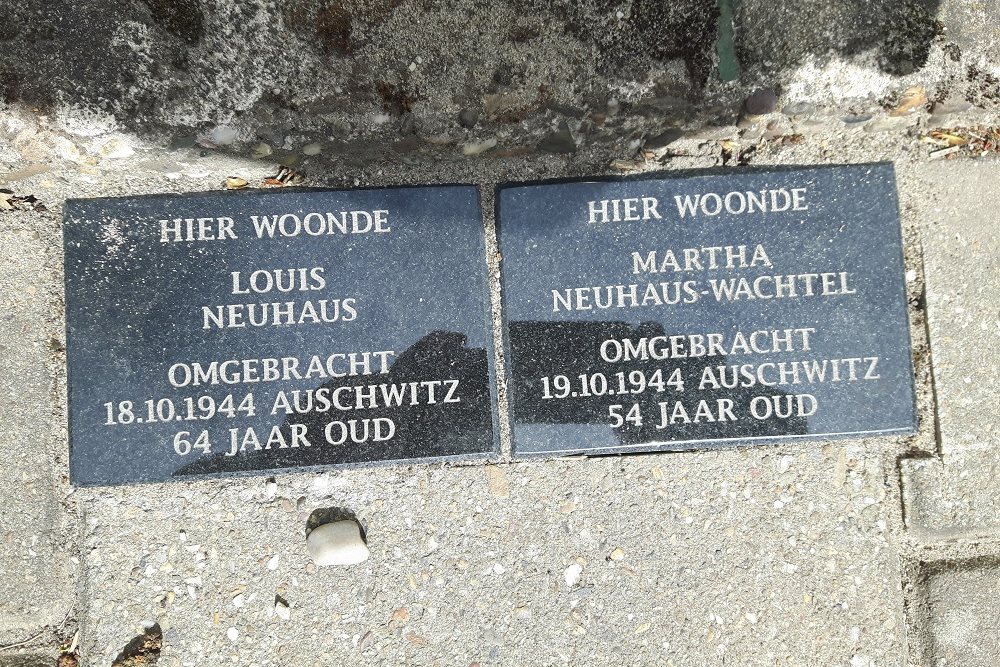 HIER WOONDE
LOUIS
NEUHAUS
OMGEBRACHT
18.10.1944 AUSCHWITZ
64 JAAR OUD
HIER WOONDE
MARTHA
NEUHAUS-WACHTEL
OMGEBRACHT
19.10.1944 AUSCHWITZ
54 JAAR OUD